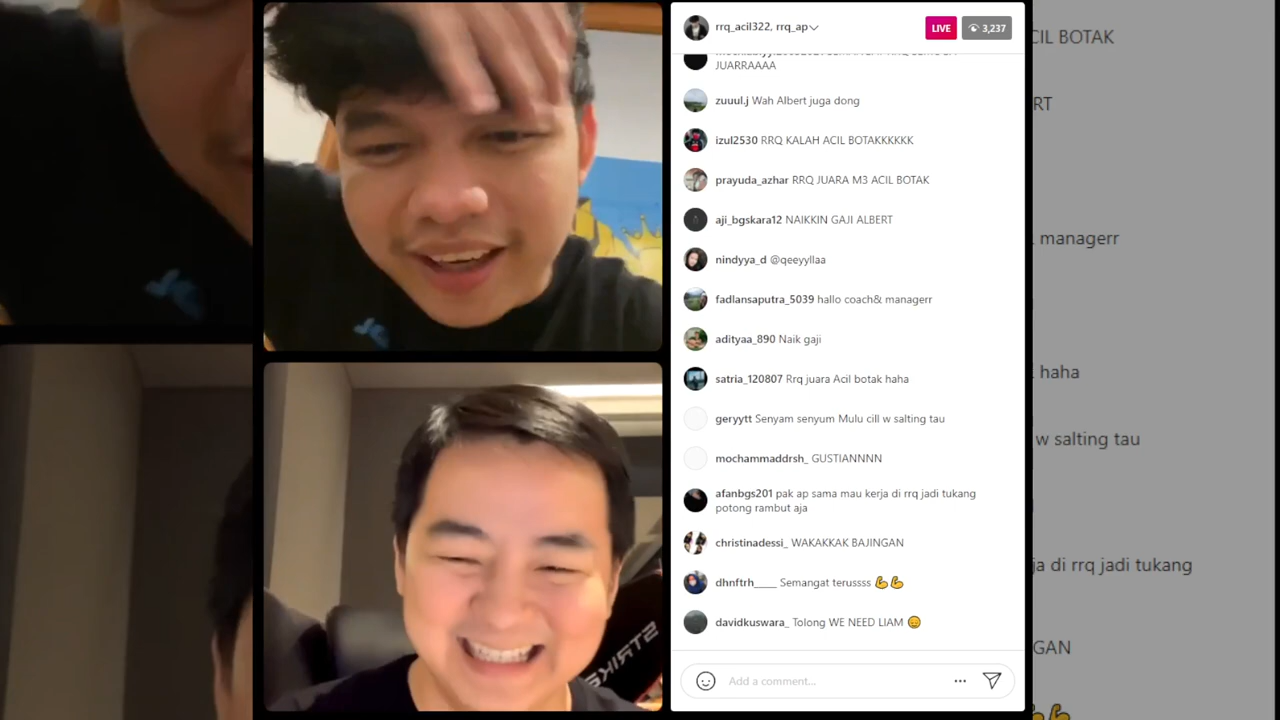 rrq_acil322, rrq_ap
LIVE
3,237
JUARRAAAA
zuuul.j Wah Albert juga dong
izul2530 RRQ KALAH ACIL BOTAKKKKKK
prayuda_azhar RRQ JUARA M3 ACIL BOTAK
aji_bgskara12 NAIKKIN GAJI ALBERT
nindyya_d @qeeyyllaa
fadlansaputra_5039 hallo coach& managerr
adityaa_890 Naik gaji
satria_120807 Rrq juara Acil botak haha
geryytt Senyam senyum Mulu cill w salting tau
mochammaddrsh_ GUSTIANNNN
afanbgs201 pak ap sama mau kerja di rrq jadi tukang
potong rambut aja
christinadessi_ WAKAKKAK BAJINGAN
dhnftrh____ Semangat terussss 💪💪
davidkuswara_ Tolong WE NEED LIAM 😄
Add a comment...
CIL BOTAK
RT
managerr
haha
w salting tau
ja di rrq jadi tukang
GAN
STRIK